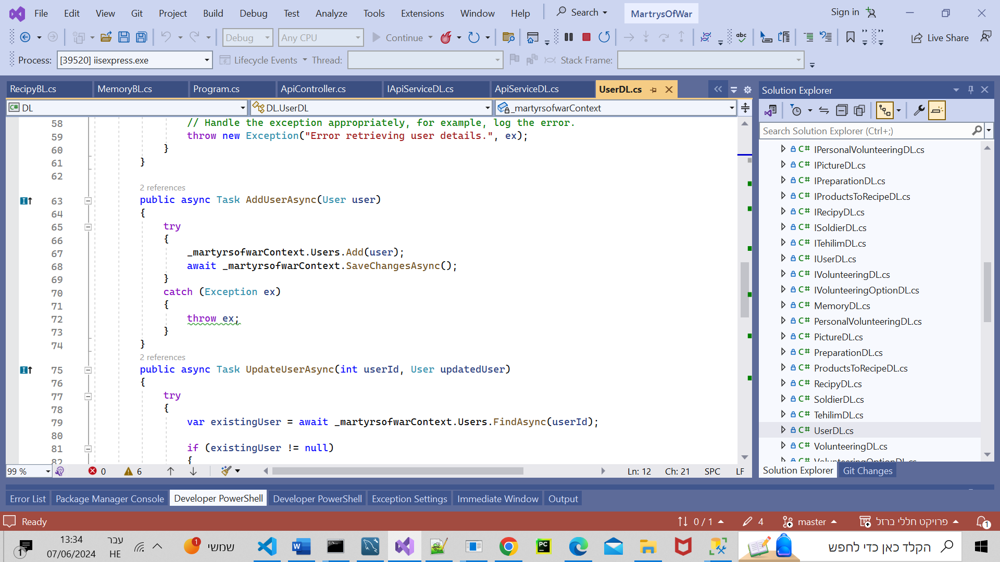 File Edit View Git Project Build Debug Test Analyze Tools Extensions Window Help Search MartrysOfWar Sign in
Debug Any CPU Continue Live Share
Process: [39520] iisexpress.exe Lifecycle Events Thread: Stack Frame:
RecipyBL.cs MemoryBL.cs Program.cs ApiController.cs IApiServiceDL.cs ApiServiceDL.cs UserDL.cs
DL DL.UserDL _martyrsofwarContext
58 // Handle the exception appropriately, for example, log the error.
59 throw new Exception("Error retrieving user details.", ex);
60 }
61 }
62
2 references
63 public async Task AddUserAsync(User user)
64 {
65 try
66 {
67 _martyrsofwarContext.Users.Add(user);
68 await _martyrsofwarContext.SaveChangesAsync();
69 }
70 catch (Exception ex)
71 {
72 throw ex;
73 }
74 }
2 references
75 public async Task UpdateUserAsync(int userId, User updatedUser)
76 {
77 try
78 {
79 var existingUser = await _martyrsofwarContext.Users.FindAsync(userId);
80
81 if (existingUser != null)
82 {
99 % 0 6 Ln: 12 Ch: 21 SPC LF
Solution Explorer
Search Solution Explorer (Ctrl+;)
C# IPersonalVolunteeringDL.cs
C# IPictureDL.cs
C# IPreparationDL.cs
C# IProductsToRecipeDL.cs
C# IRecipyDL.cs
C# ISoldierDL.cs
C# ITehilimDL.cs
C# IUserDL.cs
C# IVolunteeringDL.cs
C# IVolunteeringOptionDL.cs
C# MemoryDL.cs
C# PersonalVolunteeringDL.cs
C# PictureDL.cs
C# PreparationDL.cs
C# ProductsToRecipeDL.cs
C# RecipyDL.cs
C# SoldierDL.cs
C# TehilimDL.cs
C# UserDL.cs
C# VolunteeringDL.cs
C# VolunteeringOptionDL.cs
Solution Explorer Git Changes
Error List Package Manager Console Developer PowerShell Developer PowerShell Exception Settings Immediate Window Output
Ready 0 / 1 4 master פרויקט חללי ברזל 1
1 13:34 עבר 1 שמשי הקלד כאן כדי לחפש
07/06/2024 HE